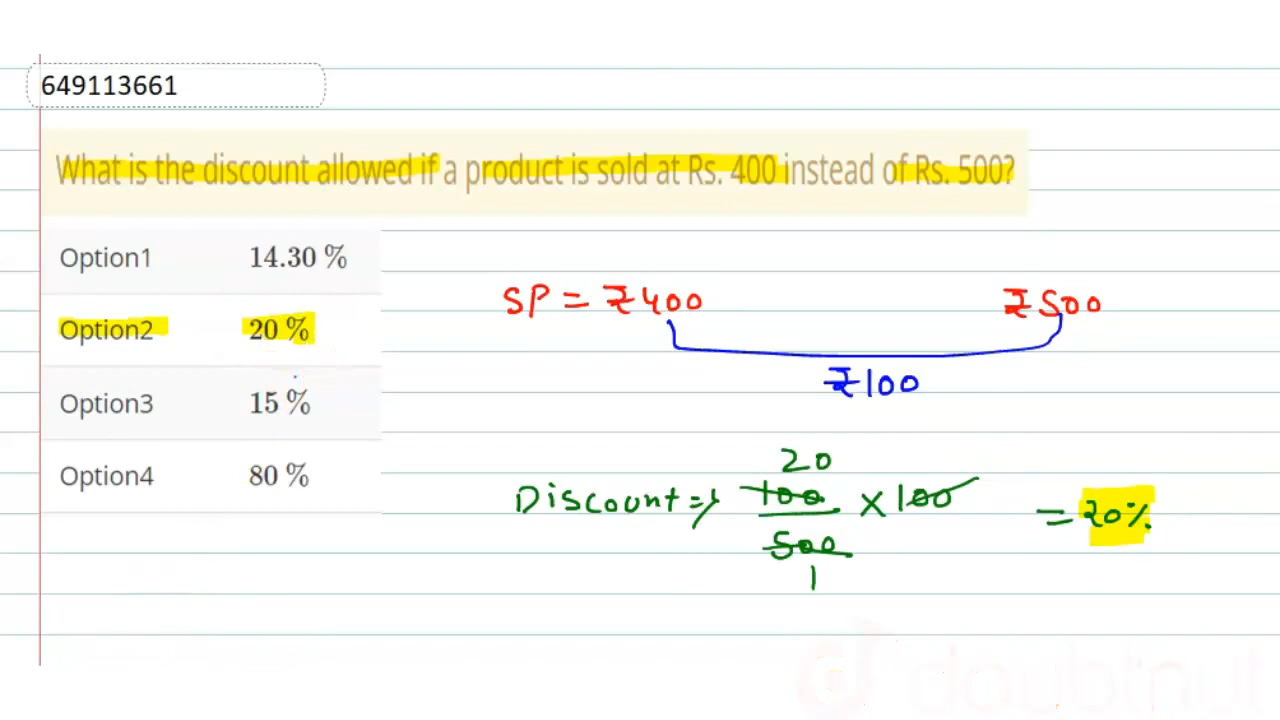 649113661
What is the discount allowed if a product is sold at Rs. 400 instead of Rs. 500?
Option1 14.30 %
Option2 20 %
Option3 15 %
Option4 80 %
SP = ₹400 ₹500
₹100
20
Discount ⇒ 100 × 100 = 20%
500
1
doubtnut